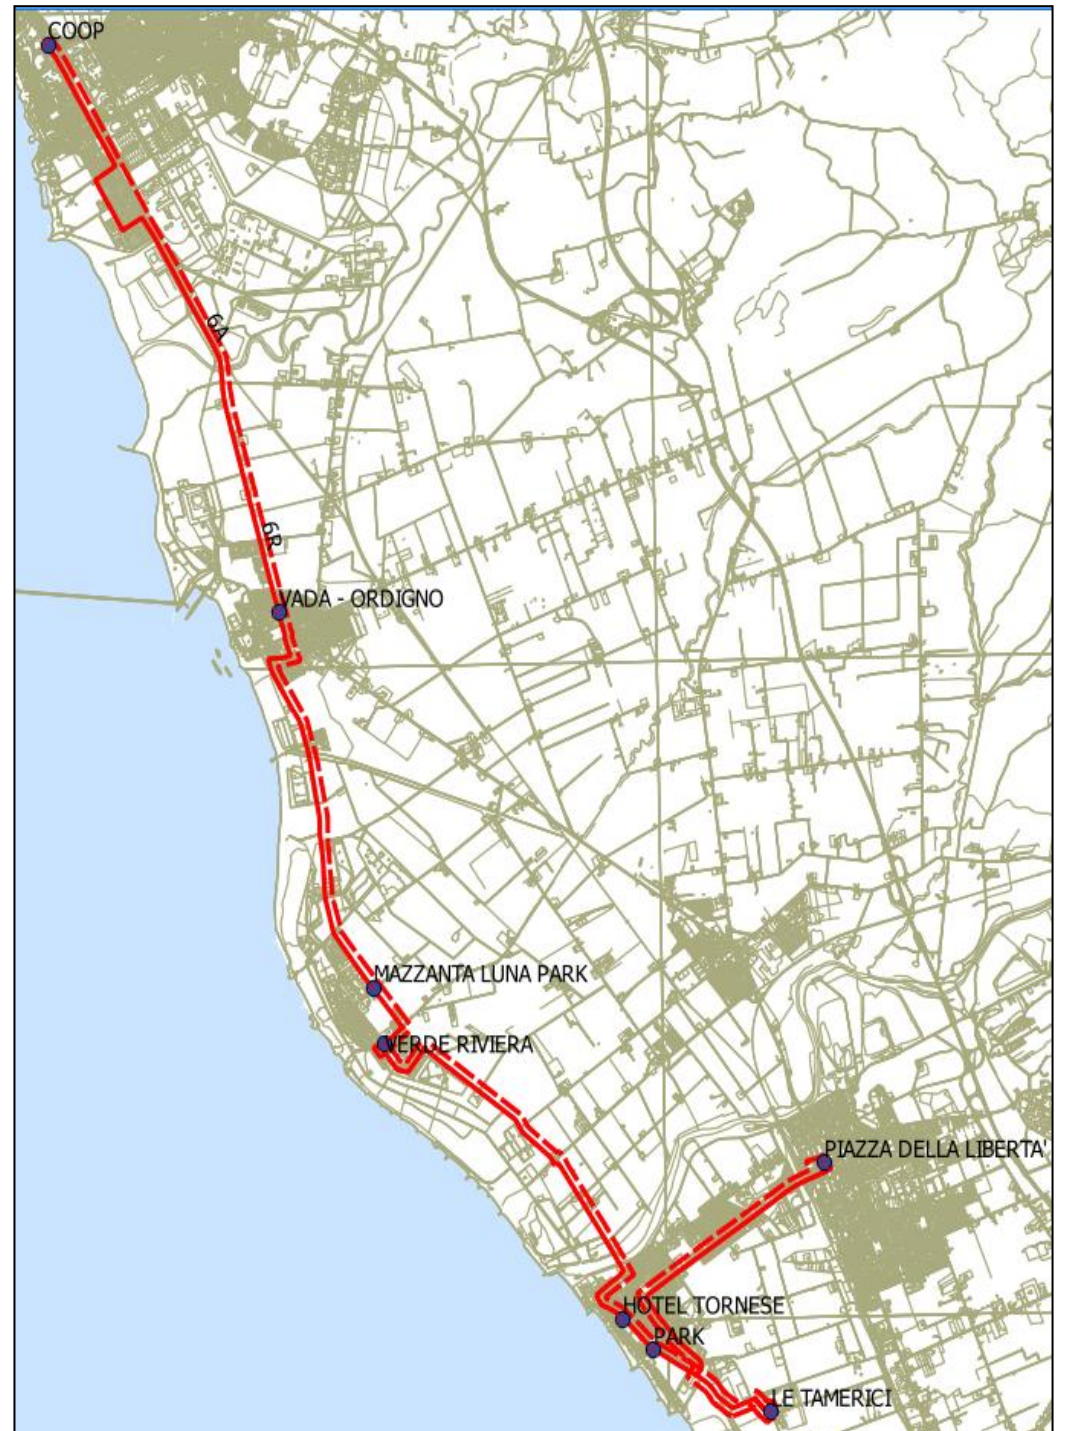 COOP
6A
6R
VADA - ORDIGNO
MAZZANTA LUNA PARK
VERDE RIVIERA
PIAZZA DELLA LIBERTA'
HOTEL TORNESE
PARK
LE TAMERICI